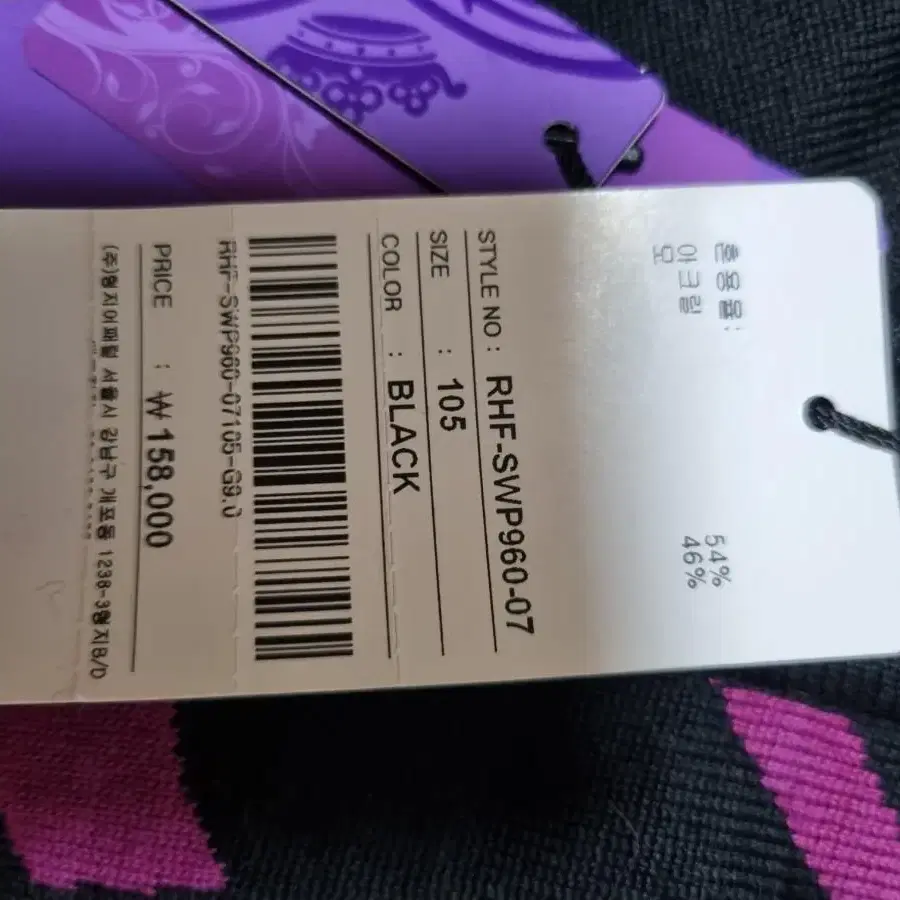 혼용율:
아크릴 54%
모 46%
STYLE NO : RHF-SWP960-07
SIZE : 105
COLOR : BLACK
RHF-SWP960-07105-G9.0
PRICE : ₩ 158,000
(주)형지어패럴 서울시 강남구 개포동 1238-3형지B/D